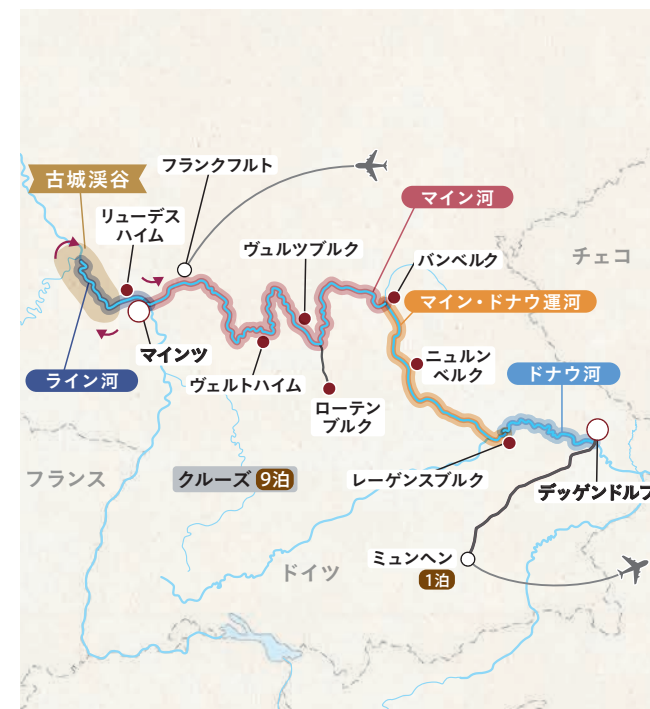 フランクフルト
古城渓谷
マイン河
リューデス
ハイム
ヴュルツブルク
バンベルク
チェコ
マイン・ドナウ運河
マインツ
ニュルン
ベルク
ライン河
ヴェルトハイム
ドナウ河
ローテン
ブルク
フランス
クルーズ 9泊
レーゲンスブルク
デッゲンドルフ
ミュンヘン
1泊
ドイツ